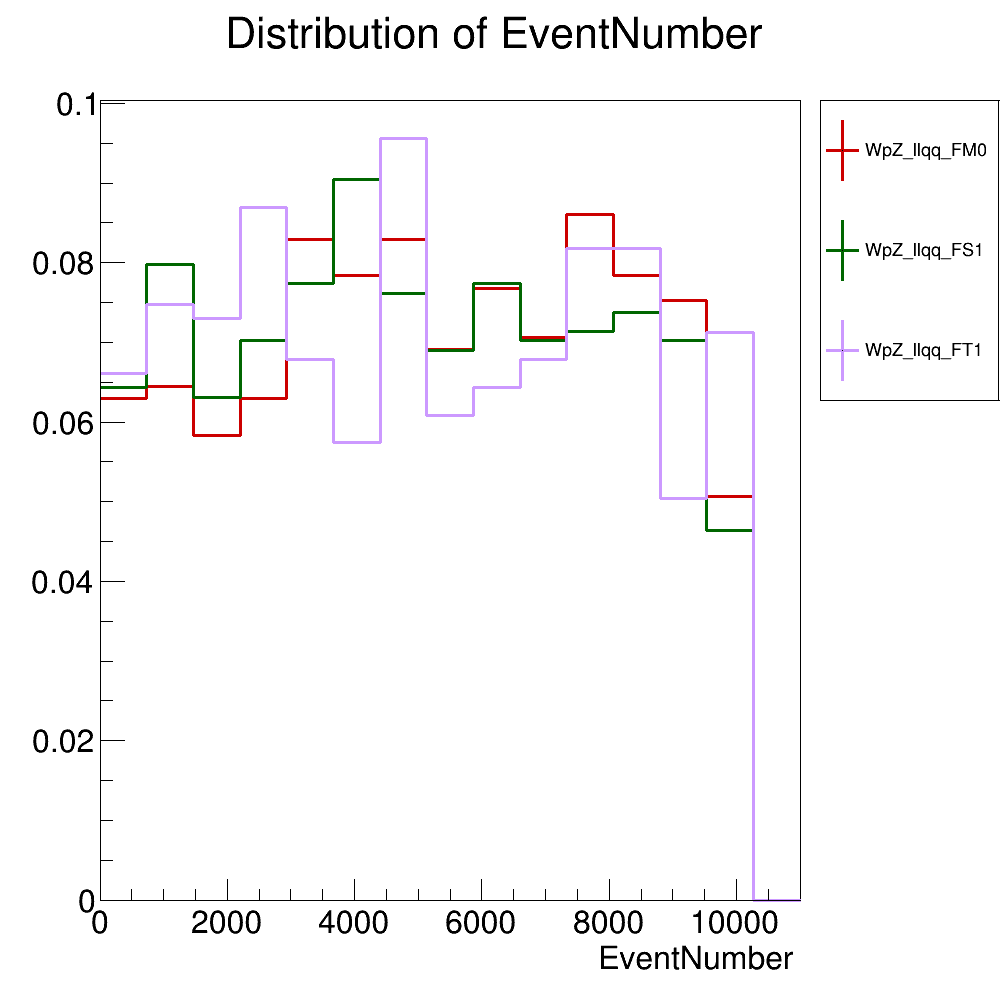 Distribution of EventNumber
0.1
0.08
0.06
0.04
0.02
0
0 2000 4000 6000 8000 10000
EventNumber
WpZ_llqq_FM0
WpZ_llqq_FS1
WpZ_llqq_FT1